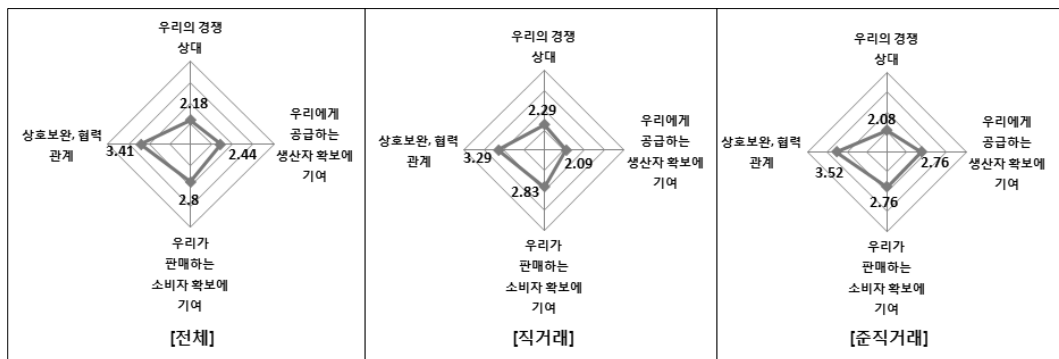 우리의 경쟁
상대
2.18
우리에게
공급하는
생산자 확보에
기여
2.44
상호보완, 협력
관계
3.41
2.8
우리가
판매하는
소비자 확보에
기여
[전체]
우리의 경쟁
상대
2.29
우리에게
공급하는
생산자 확보에
기여
2.09
상호보완, 협력
관계
3.29
2.83
우리가
판매하는
소비자 확보에
기여
[직거래]
우리의 경쟁
상대
2.08
우리에게
공급하는
생산자 확보에
기여
2.76
상호보완, 협력
관계
3.52
2.76
우리가
판매하는
소비자 확보에
기여
[준직거래]